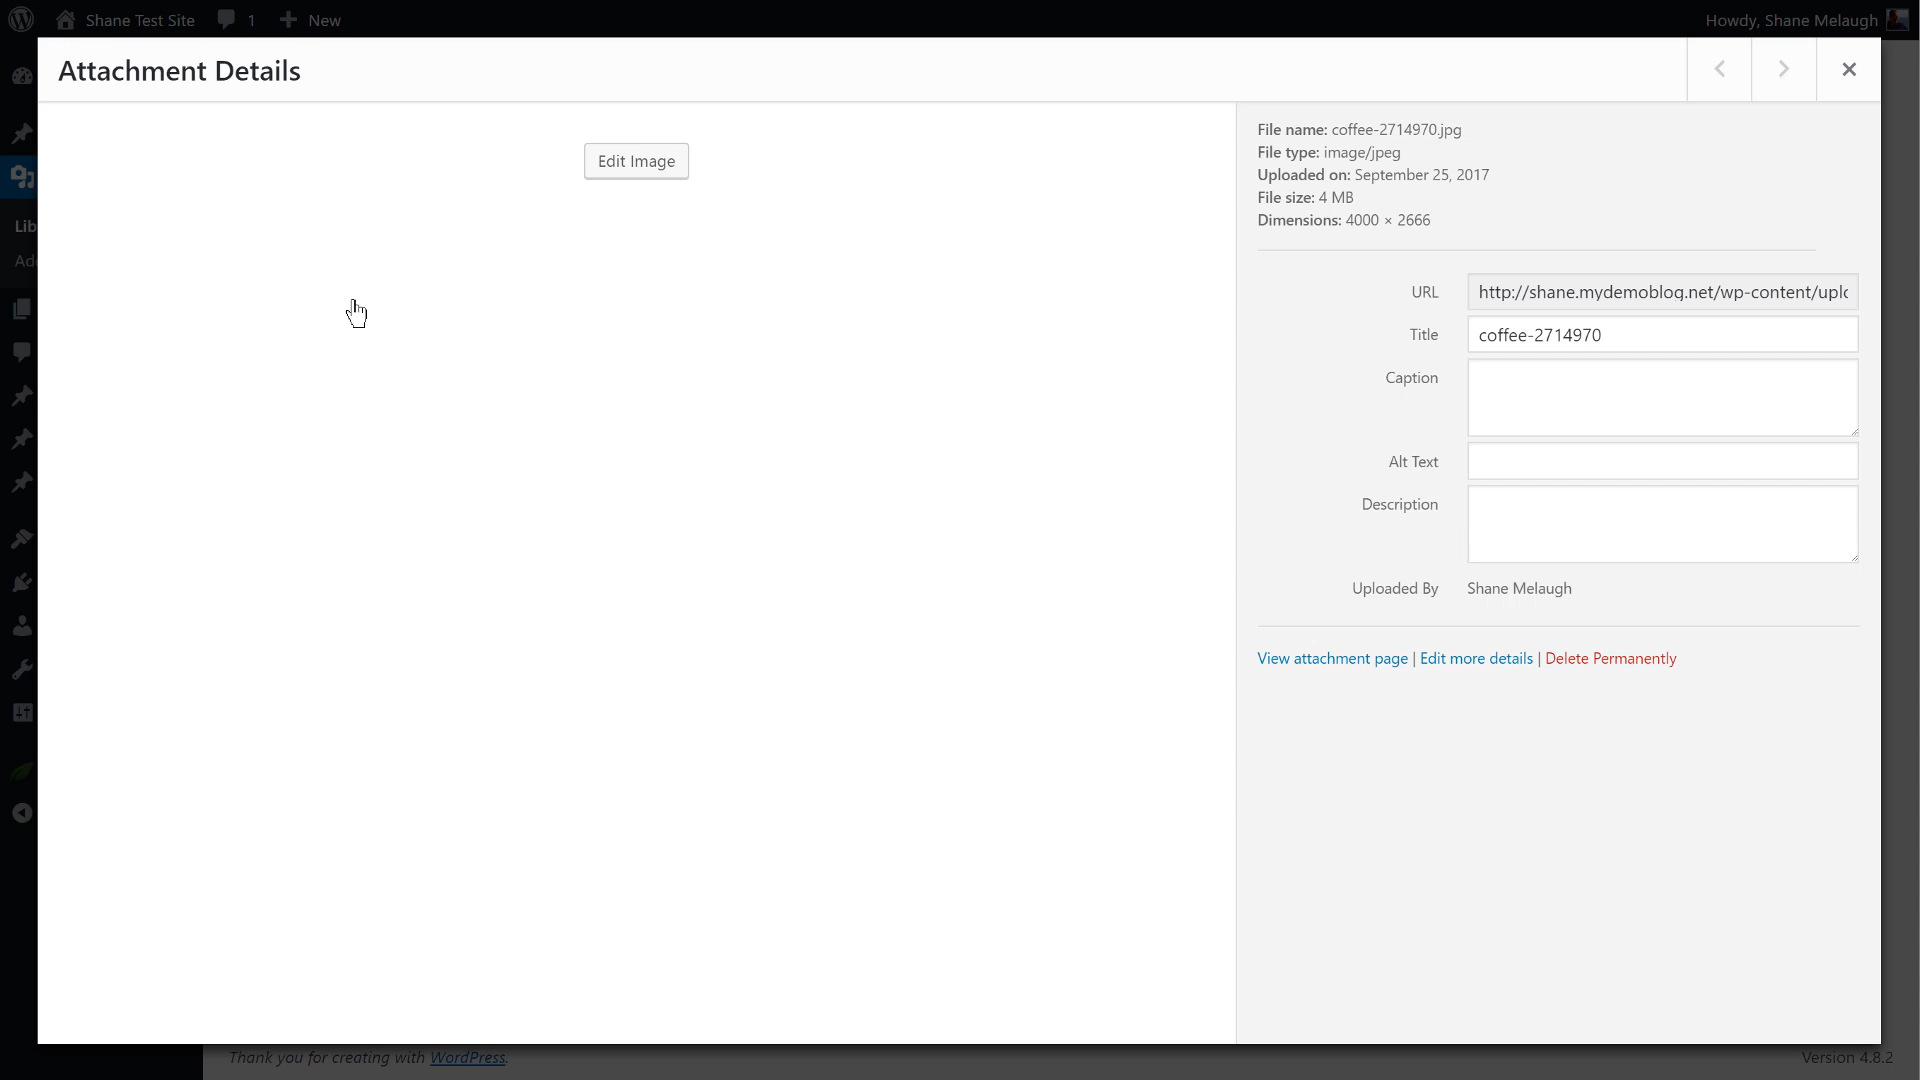 Shane Test Site 1 New Howdy, Shane Melaugh
Attachment Details
Edit Image
Lib
Add
File name: coffee-2714970.jpg
File type: image/jpeg
Uploaded on: September 25, 2017
File size: 4 MB
Dimensions: 4000 × 2666
URL http://shane.mydemoblog.net/wp-content/uplo
Title coffee-2714970
Caption
Alt Text
Description
Uploaded By Shane Melaugh
View attachment page | Edit more details | Delete Permanently
Thank you for creating with WordPress. Version 4.8.2